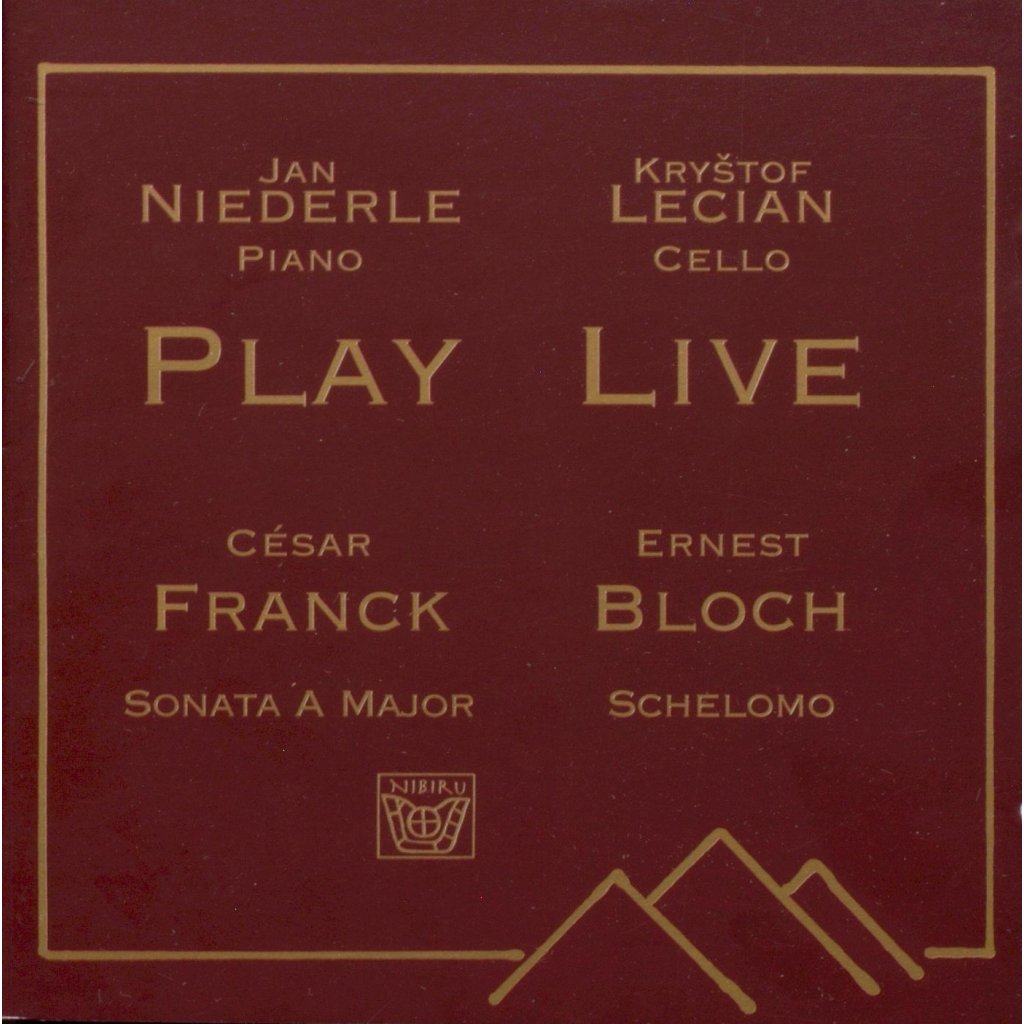 JAN
NIEDERLE
PIANO
KRYŠTOF
LECIAN
CELLO
PLAY LIVE
CÉSAR
FRANCK
SONATA A MAJOR
ERNEST
BLOCH
SCHELOMO
NIBIRU